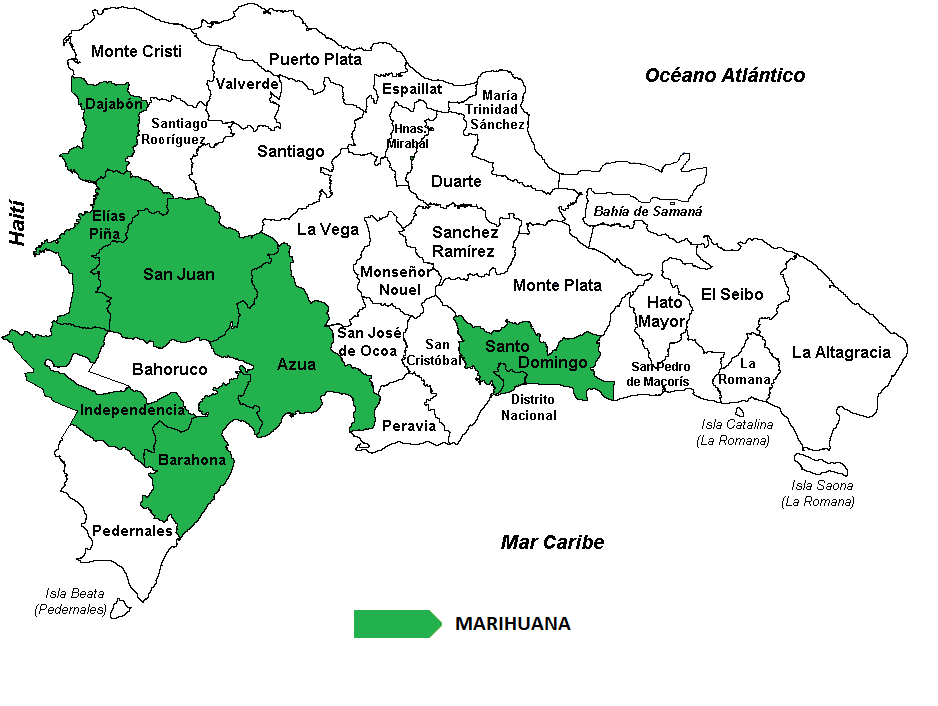 Monte Cristi
Puerto Plata
Océano Atlántico
Valverde
Espaillat
María
Trinidad
Sánchez
Dajabón
Santiago
Rodríguez
Hnas.
Mirabal
Santiago
Duarte
Haití
Elías
Piña
Bahía de Samaná
La Vega
Sanchez
Ramírez
San Juan
Monseñor
Nouel
Monte Plata
El Seibo
Hato
Mayor
San José
de Ocoa
San
Cristóbal
Santo
Domingo
La Altagracia
Azua
Bahoruco
San Pedro
de Macorís
La
Romana
Independencia
Distrito
Nacional
Peravia
Isla Catalina
(La Romana)
Barahona
Isla Saona
(La Romana)
Pedernales
Mar Caribe
Isla Beata
(Pedernales)
MARIHUANA